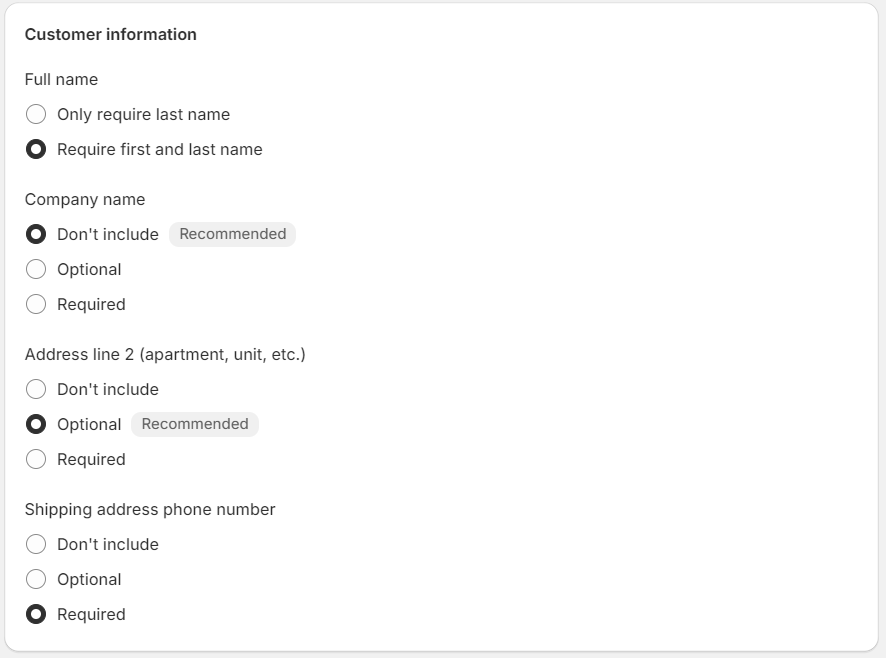 Customer information
Full name
Only require last name
Require first and last name
Company name
Don't include Recommended
Optional
Required
Address line 2 (apartment, unit, etc.)
Don't include
Optional Recommended
Required
Shipping address phone number
Don't include
Optional
Required